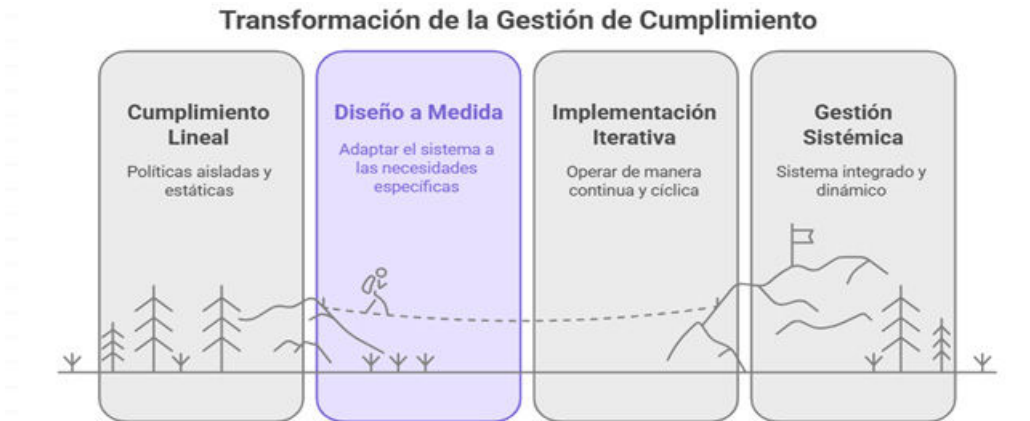 Transformación de la Gestión de Cumplimiento
Cumplimiento
Lineal
Políticas aisladas y
estáticas
Diseño a Medida
Adaptar el sistema a
las necesidades
específicas
Implementación
Iterativa
Operar de manera
continua y cíclica
Gestión
Sistémica
Sistema integrado y
dinámico